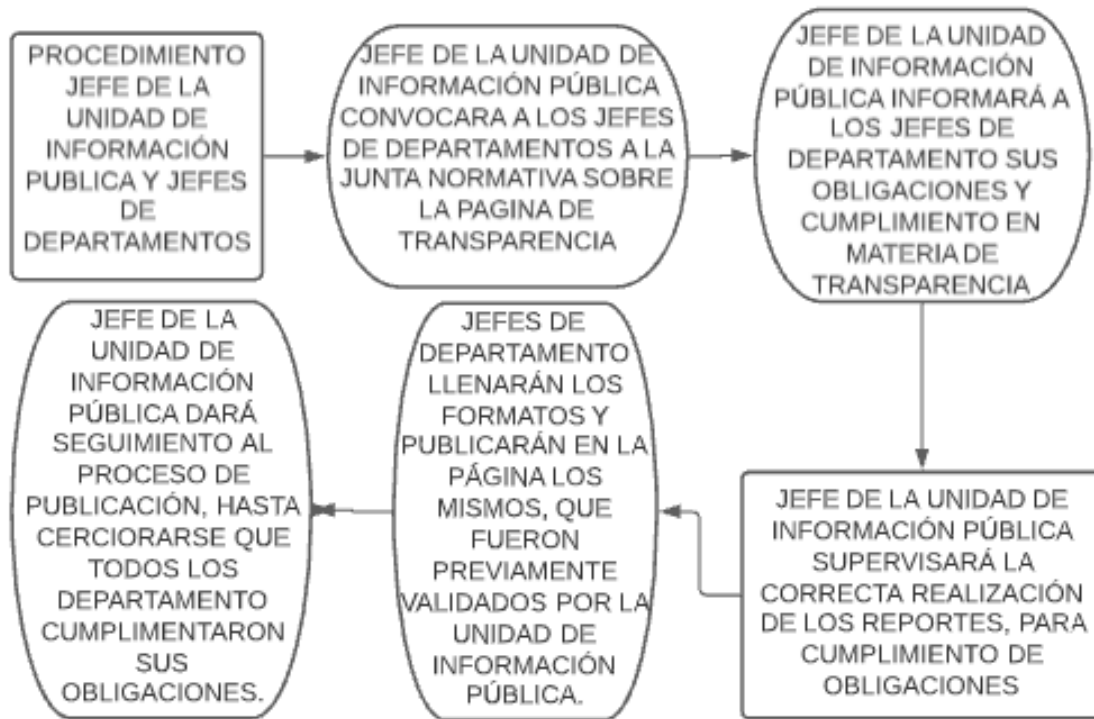 PROCEDIMIENTO
JEFE DE LA
UNIDAD DE
INFORMACIÓN
PUBLICA Y JEFES
DE
DEPARTAMENTOS
JEFE DE LA UNIDAD DE
INFORMACIÓN PÚBLICA
CONVOCARA A LOS JEFES
DE DEPARTAMENTOS A LA
JUNTA NORMATIVA SOBRE
LA PAGINA DE
TRANSPARENCIA
JEFE DE LA UNIDAD
DE INFORMACIÓN
PÚBLICA INFORMARÁ A
LOS JEFES DE
DEPARTAMENTO SUS
OBLIGACIONES Y
CUMPLIMIENTO EN
MATERIA DE
TRANSPARENCIA
JEFE DE LA UNIDAD DE
INFORMACIÓN PÚBLICA
SUPERVISARÁ LA
CORRECTA REALIZACIÓN
DE LOS REPORTES, PARA
CUMPLIMIENTO DE
OBLIGACIONES
JEFES DE
DEPARTAMENTO
LLENARÁN LOS
FORMATOS Y
PUBLICARÁN EN LA
PÁGINA LOS
MISMOS, QUE
FUERON
PREVIAMENTE
VALIDADOS POR LA
UNIDAD DE
INFORMACIÓN
PÚBLICA.
JEFE DE LA
UNIDAD DE
INFORMACIÓN
PÚBLICA DARÁ
SEGUIMIENTO AL
PROCESO DE
PUBLICACIÓN, HASTA
CERCIORARSE QUE
TODOS LOS
DEPARTAMENTO
CUMPLIMENTARON
SUS
OBLIGACIONES.